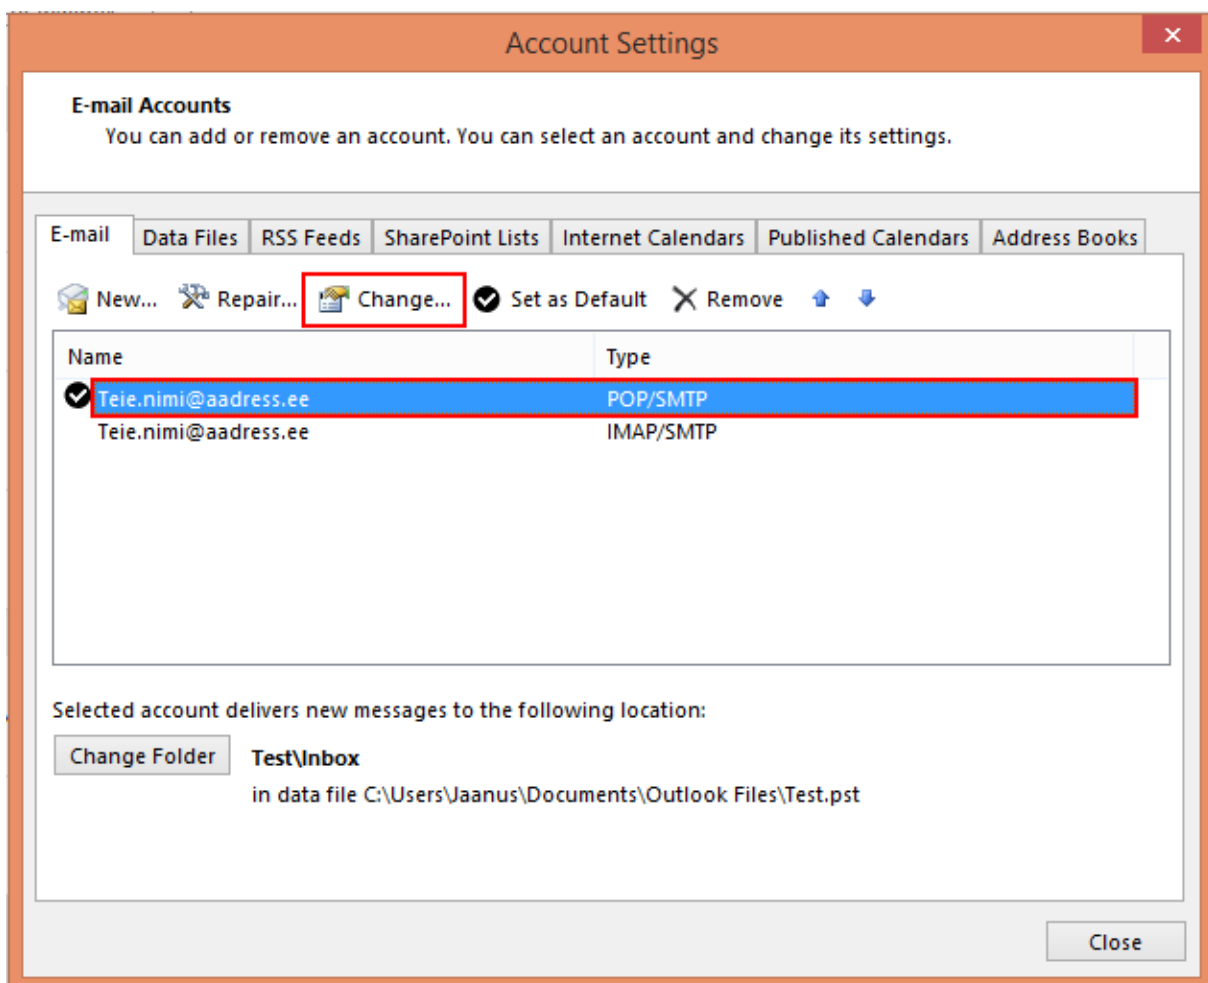 Account Settings
E-mail Accounts
You can add or remove an account. You can select an account and change its settings.
E-mail Data Files RSS Feeds SharePoint Lists Internet Calendars Published Calendars Address Books
New... Repair... Change... Set as Default Remove
Name Type
Teie.nimi@aadress.ee POP/SMTP
Teie.nimi@aadress.ee IMAP/SMTP
Selected account delivers new messages to the following location:
Change Folder Test\Inbox
in data file C:\Users\Jaanus\Documents\Outlook Files\Test.pst
Close